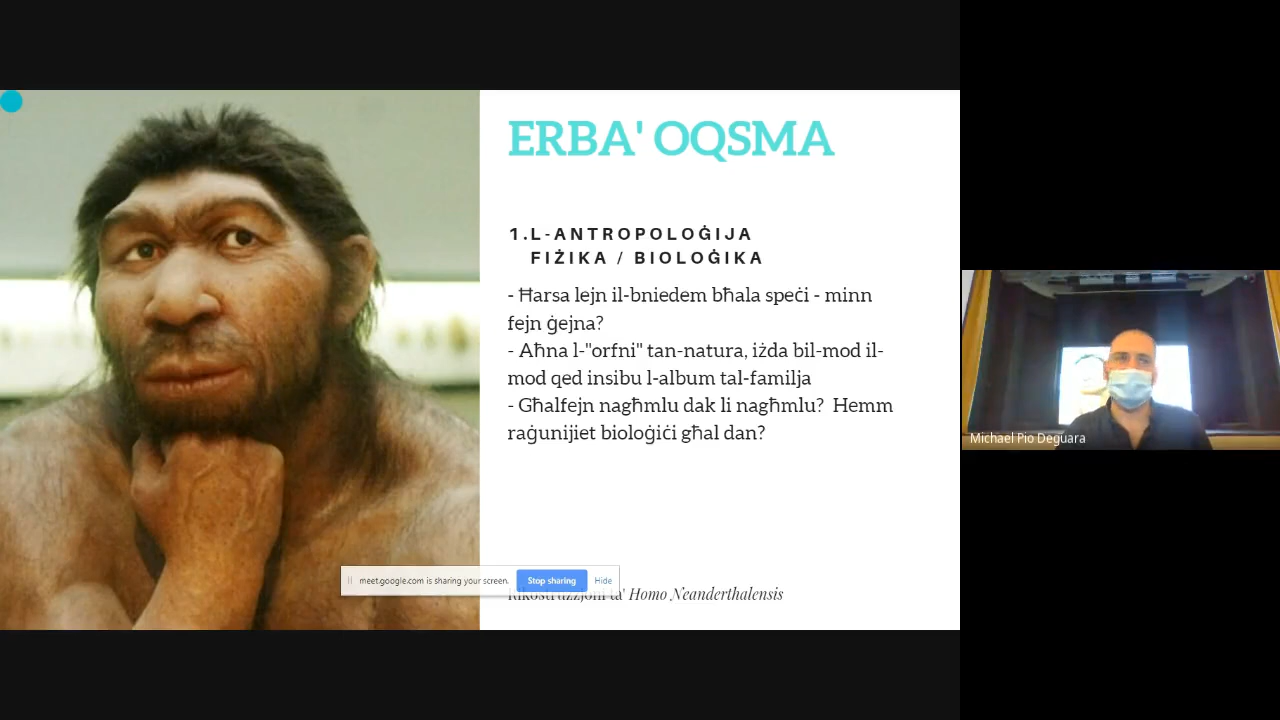 ERBA' OQSMA
1.L-ANTROPOLOĠIJA
FIŻIKA / BIOLOĠIKA
- Ħarsa lejn il-bniedem bħala speċi - minn
fejn ġejna?
- Aħna l-"orfni" tan-natura, iżda bil-mod il-
mod qed insibu l-album tal-familja
- Għalfejn nagħmlu dak li nagħmlu?  Hemm
raġunijiet bioloġiċi għal dan?
meet.google.com is sharing your screen. Stop sharing Hide
ta' Homo Neanderthalensis
Michael Pio Deguara